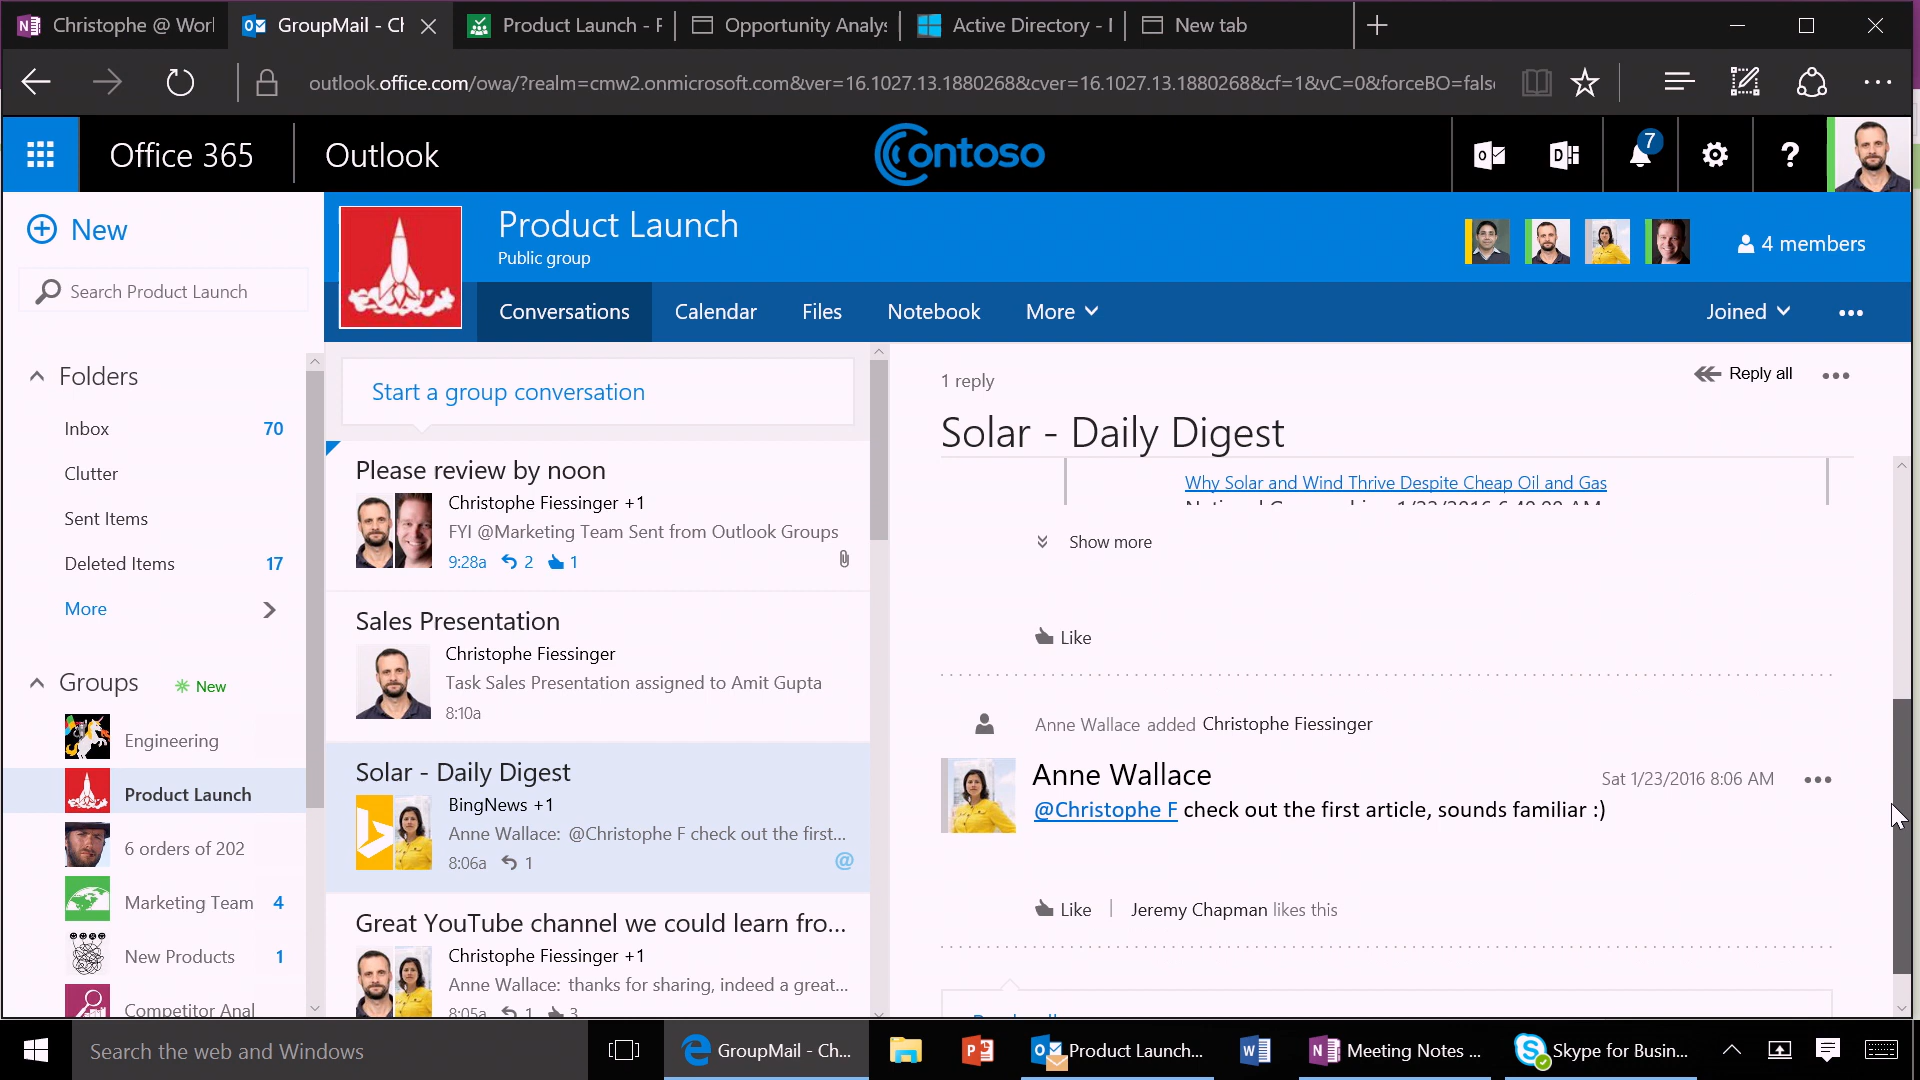 Christophe @ Worl
GroupMail - Ch
Product Launch - F
Opportunity Analys
Active Directory - M
New tab
outlook.office.com/owa/?realm=cmw2.onmicrosoft.com&ver=16.1027.13.1880268&cver=16.1027.13.1880268&cf=1&vC=0&forceBO=false
Office 365
Outlook
Contoso
7
New
Search Product Launch
Folders
Inbox 70
Clutter
Sent Items
Deleted Items 17
More
Groups New
Engineering
Product Launch
6 orders of 202
Marketing Team 4
New Products 1
Competitor Anal
Product Launch
Public group
4 members
Conversations Calendar Files Notebook More
Joined
Start a group conversation
Please review by noon
Christophe Fiessinger +1
FYI @Marketing Team Sent from Outlook Groups
9:28a 2 1
Sales Presentation
Christophe Fiessinger
Task Sales Presentation assigned to Amit Gupta
8:10a
Solar - Daily Digest
BingNews +1
Anne Wallace: @Christophe F check out the first...
8:06a 1 @
Great YouTube channel we could learn fro...
Christophe Fiessinger +1
Anne Wallace: thanks for sharing, indeed a great...
8:05a 1 3
1 reply
Reply all
Solar - Daily Digest
Why Solar and Wind Thrive Despite Cheap Oil and Gas
Show more
Like
Anne Wallace added Christophe Fiessinger
Anne Wallace
Sat 1/23/2016 8:06 AM
@Christophe F check out the first article, sounds familiar :)
Like | Jeremy Chapman likes this
Search the web and Windows
GroupMail - Ch...
Product Launch...
Meeting Notes ...
Skype for Busin...